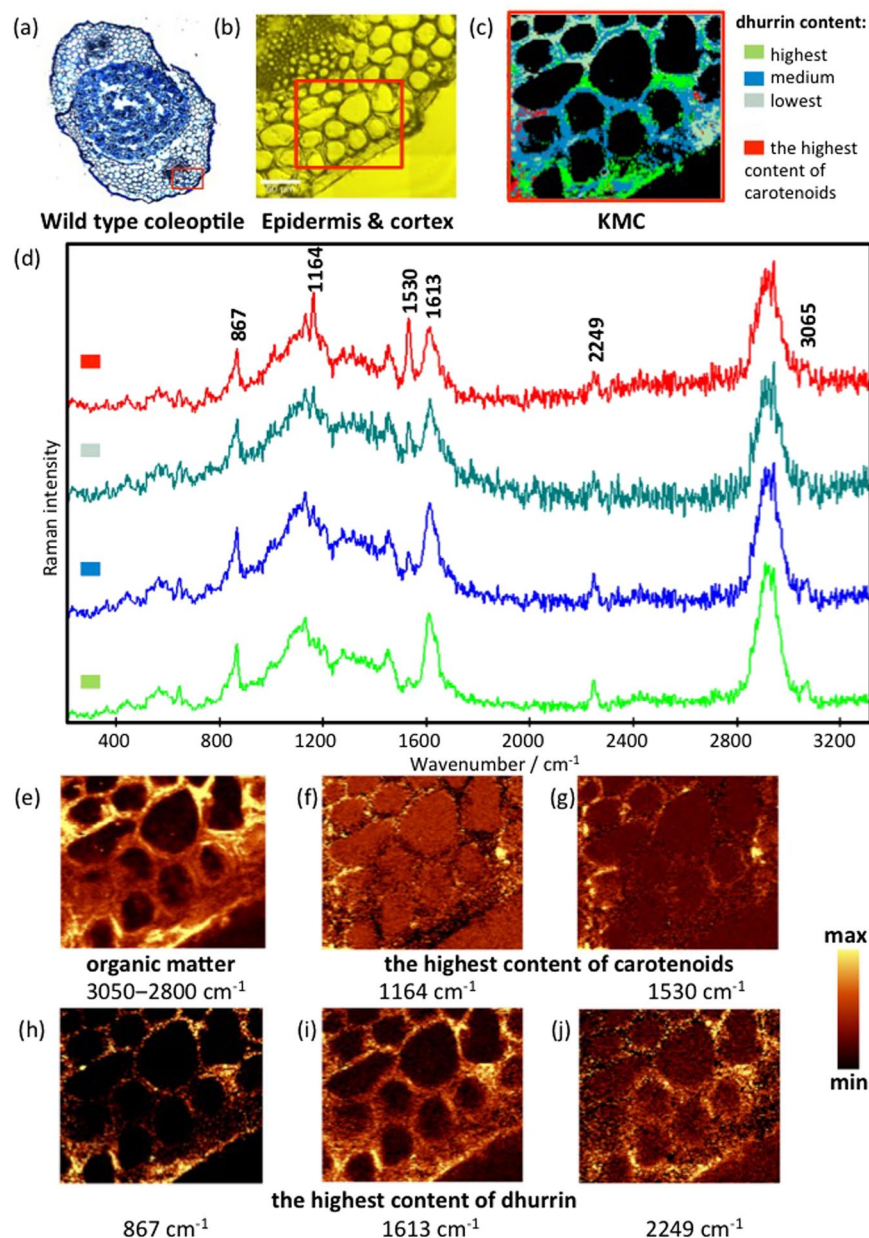 (a)
(b)
(c)
dhurrin content:
highest
medium
lowest
the highest
content of
carotenoids
50 µm
Wild type coleoptile
Epidermis & cortex
KMC
(d)
867
1164
1530
1613
2249
3065
Raman intensity
400
800
1200
1600
2000
2400
2800
3200
Wavenumber / cm⁻¹
(e)
(f)
(g)
organic matter
3050–2800 cm⁻¹
the highest content of carotenoids
1164 cm⁻¹
1530 cm⁻¹
max
min
(h)
(i)
(j)
the highest content of dhurrin
867 cm⁻¹
1613 cm⁻¹
2249 cm⁻¹